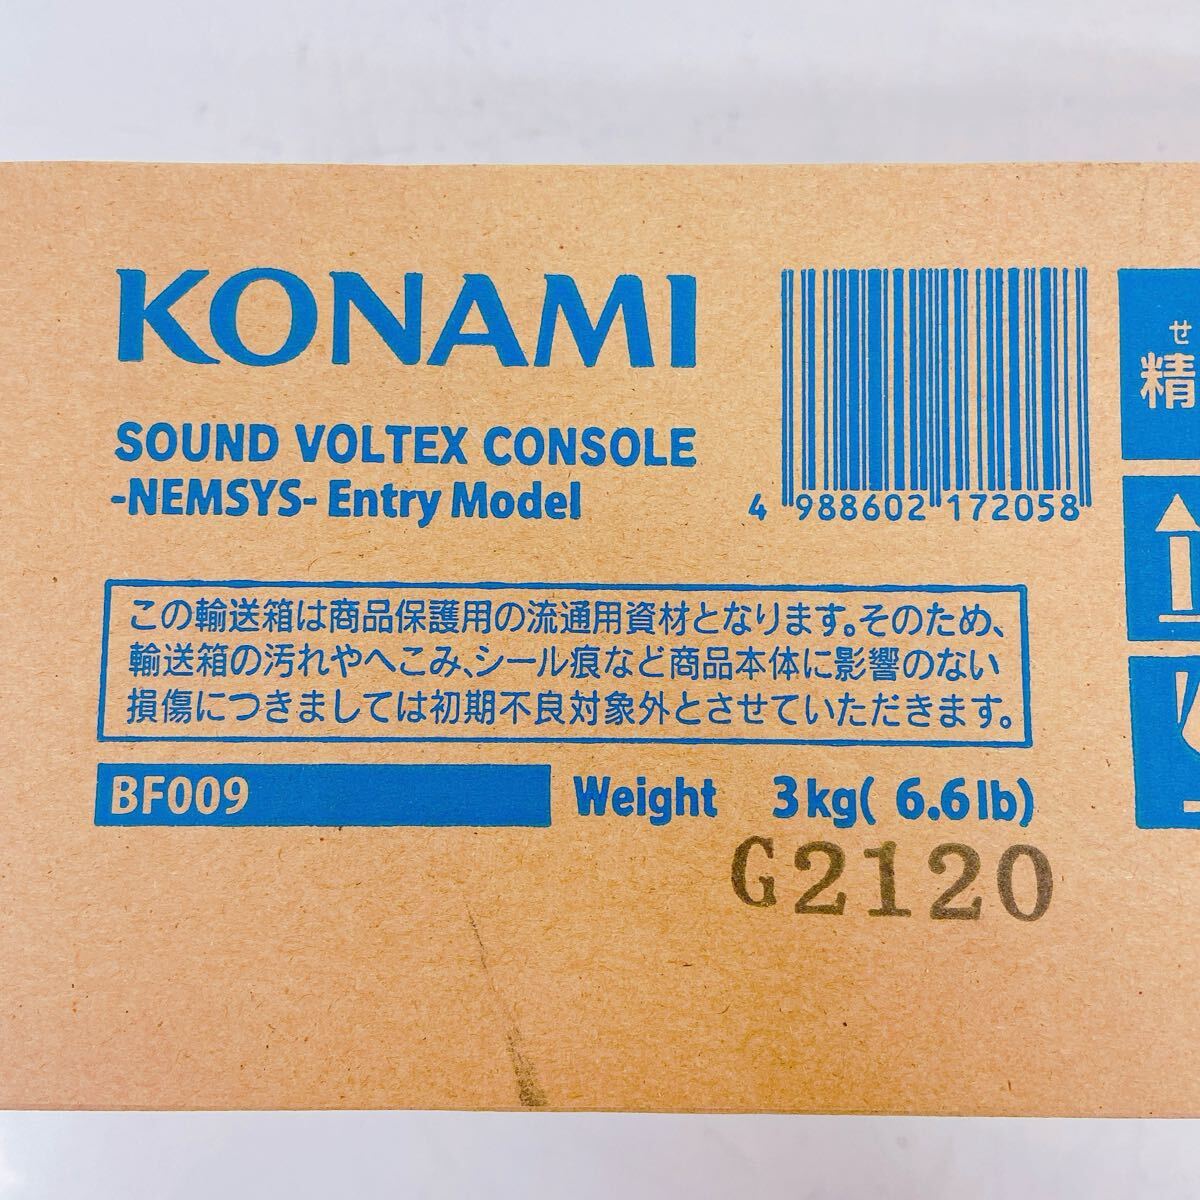 KONAMI
SOUND VOLTEX CONSOLE
-NEMSYS- Entry Model
4 988602 172058
せ
精
この輸送箱は商品保護用の流通用資材となります。そのため、
輸送箱の汚れやへこみ、シール痕など商品本体に影響のない
損傷につきましては初期不良対象外とさせていただきます。
BF009
Weight 3kg( 6.6lb)
G2120